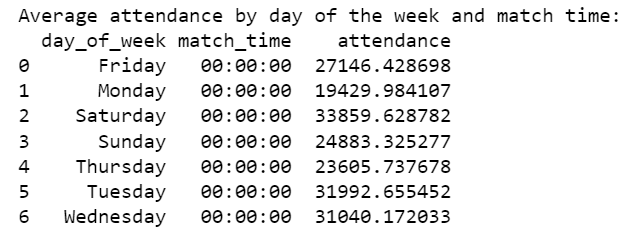 Average attendance by day of the week and match time:
day_of_week match_time attendance
0 Friday 00:00:00 27146.428698
1 Monday 00:00:00 19429.984107
2 Saturday 00:00:00 33859.628782
3 Sunday 00:00:00 24883.325277
4 Thursday 00:00:00 23605.737678
5 Tuesday 00:00:00 31992.655452
6 Wednesday 00:00:00 31040.172033